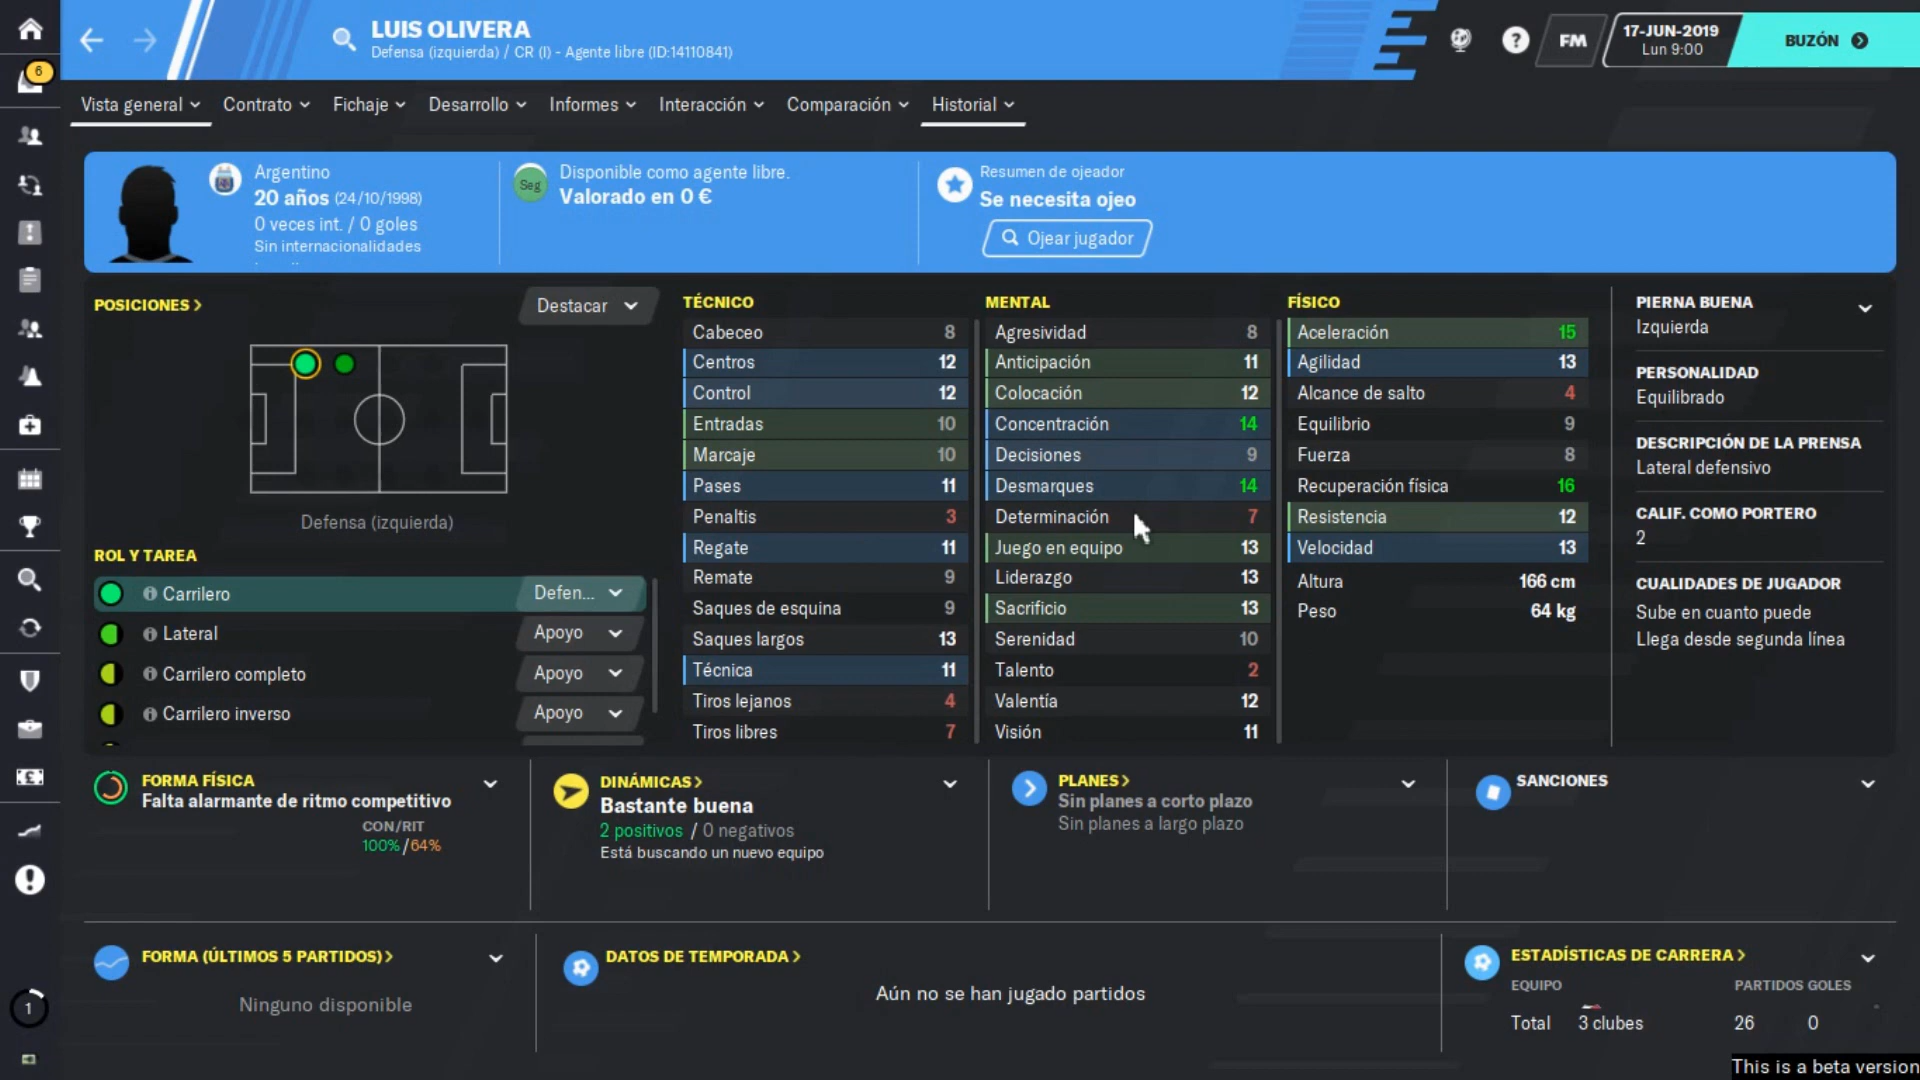 LUIS OLIVERA
Defensa (izquierda) / CR (I) - Agente libre (ID:14110841)
?
FM
17-JUN-2019
Lun 9:00
BUZÓN
6
Vista general
Contrato
Fichaje
Desarrollo
Informes
Interacción
Comparación
Historial
Argentino
20 años (24/10/1998)
0 veces int. / 0 goles
Sin internacionalidades
Seg
Disponible como agente libre.
Valorado en 0 €
Resumen de ojeador
Se necesita ojeo
Ojear jugador
POSICIONES >
Destacar
Defensa (izquierda)
ROL Y TAREA
Carrilero Defen...
Lateral Apoyo
Carrilero completo Apoyo
Carrilero inverso Apoyo
TÉCNICO
Cabeceo 8
Centros 12
Control 12
Entradas 10
Marcaje 10
Pases 11
Penaltis 3
Regate 11
Remate 9
Saques de esquina 9
Saques largos 13
Técnica 11
Tiros lejanos 4
Tiros libres 7
MENTAL
Agresividad 8
Anticipación 11
Colocación 12
Concentración 14
Decisiones 9
Desmarques 14
Determinación 7
Juego en equipo 13
Liderazgo 13
Sacrificio 13
Serenidad 10
Talento 2
Valentía 12
Visión 11
FÍSICO
Aceleración 15
Agilidad 13
Alcance de salto 4
Equilibrio 9
Fuerza 8
Recuperación física 16
Resistencia 12
Velocidad 13
Altura 166 cm
Peso 64 kg
PIERNA BUENA
Izquierda
PERSONALIDAD
Equilibrado
DESCRIPCIÓN DE LA PRENSA
Lateral defensivo
CALIF. COMO PORTERO
2
CUALIDADES DE JUGADOR
Sube en cuanto puede
Llega desde segunda línea
FORMA FÍSICA
Falta alarmante de ritmo competitivo
CON/RIT
100% / 64%
DINÁMICAS >
Bastante buena
2 positivos / 0 negativos
Está buscando un nuevo equipo
PLANES >
Sin planes a corto plazo
Sin planes a largo plazo
SANCIONES
FORMA (ÚLTIMOS 5 PARTIDOS) >
Ninguno disponible
DATOS DE TEMPORADA >
Aún no se han jugado partidos
ESTADÍSTICAS DE CARRERA >
EQUIPO PARTIDOS GOLES
Total 3 clubes 26 0
1
This is a beta version